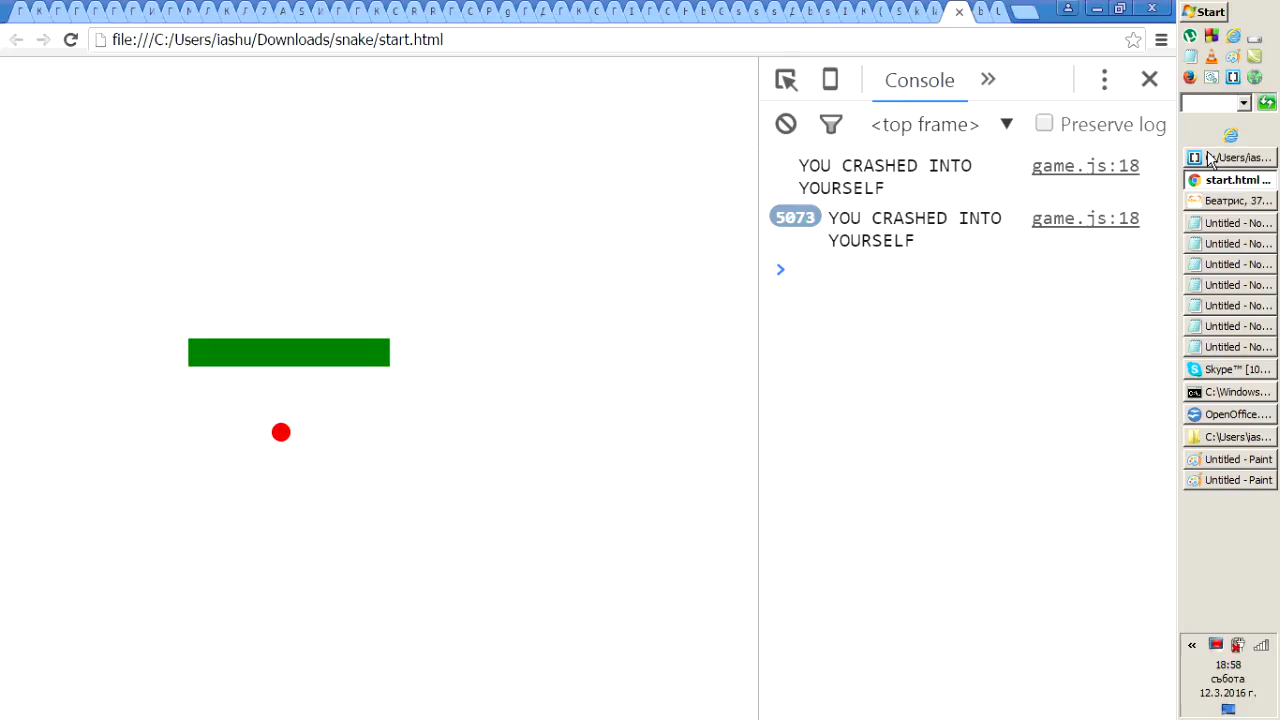 Start
file:///C:/Users/iashu/Downloads/snake/start.html
Console
<top frame>
Preserve log
YOU CRASHED INTO
YOURSELF
game.js:18
5073
YOU CRASHED INTO
YOURSELF
game.js:18
/Users/ias...
start.html ...
Беатрис, 37...
Untitled - No...
Untitled - No...
Untitled - No...
Untitled - No...
Untitled - No...
Untitled - No...
Untitled - No...
Skype™ [10...
C:\Windows...
OpenOffice....
C:\Users\ias...
Untitled - Paint
Untitled - Paint
18:58
събота
12.3.2016 г.